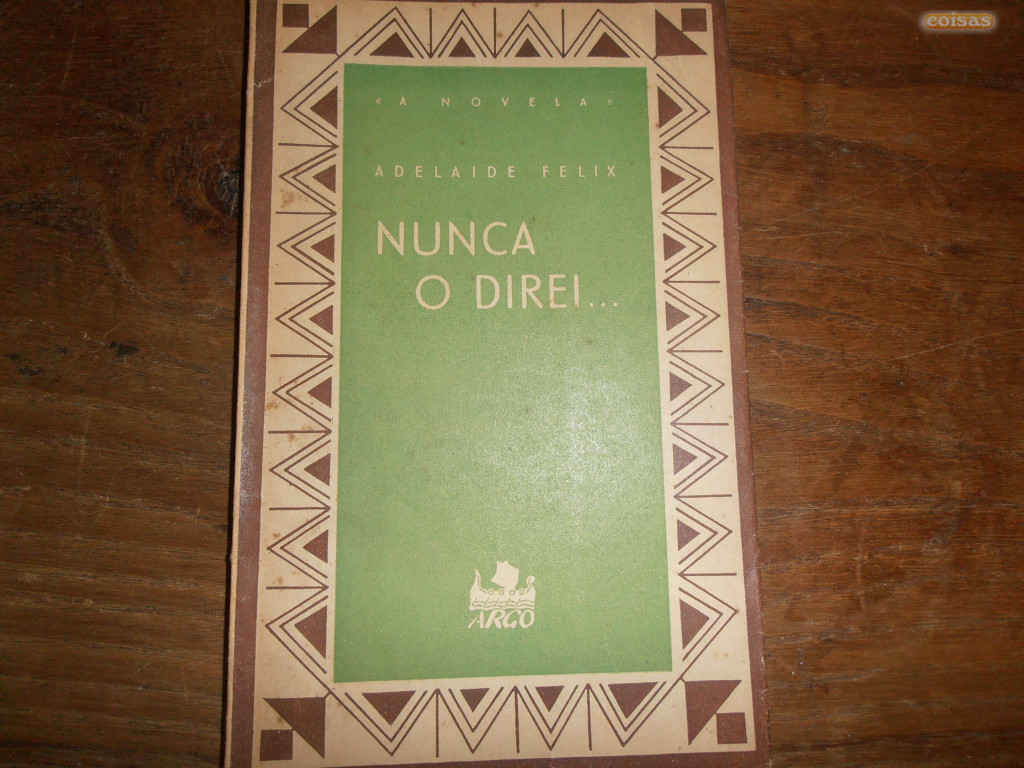 coisas
«A NOVELA»
ADELAIDE FELIX
NUNCA
O DIREI...
ARGO